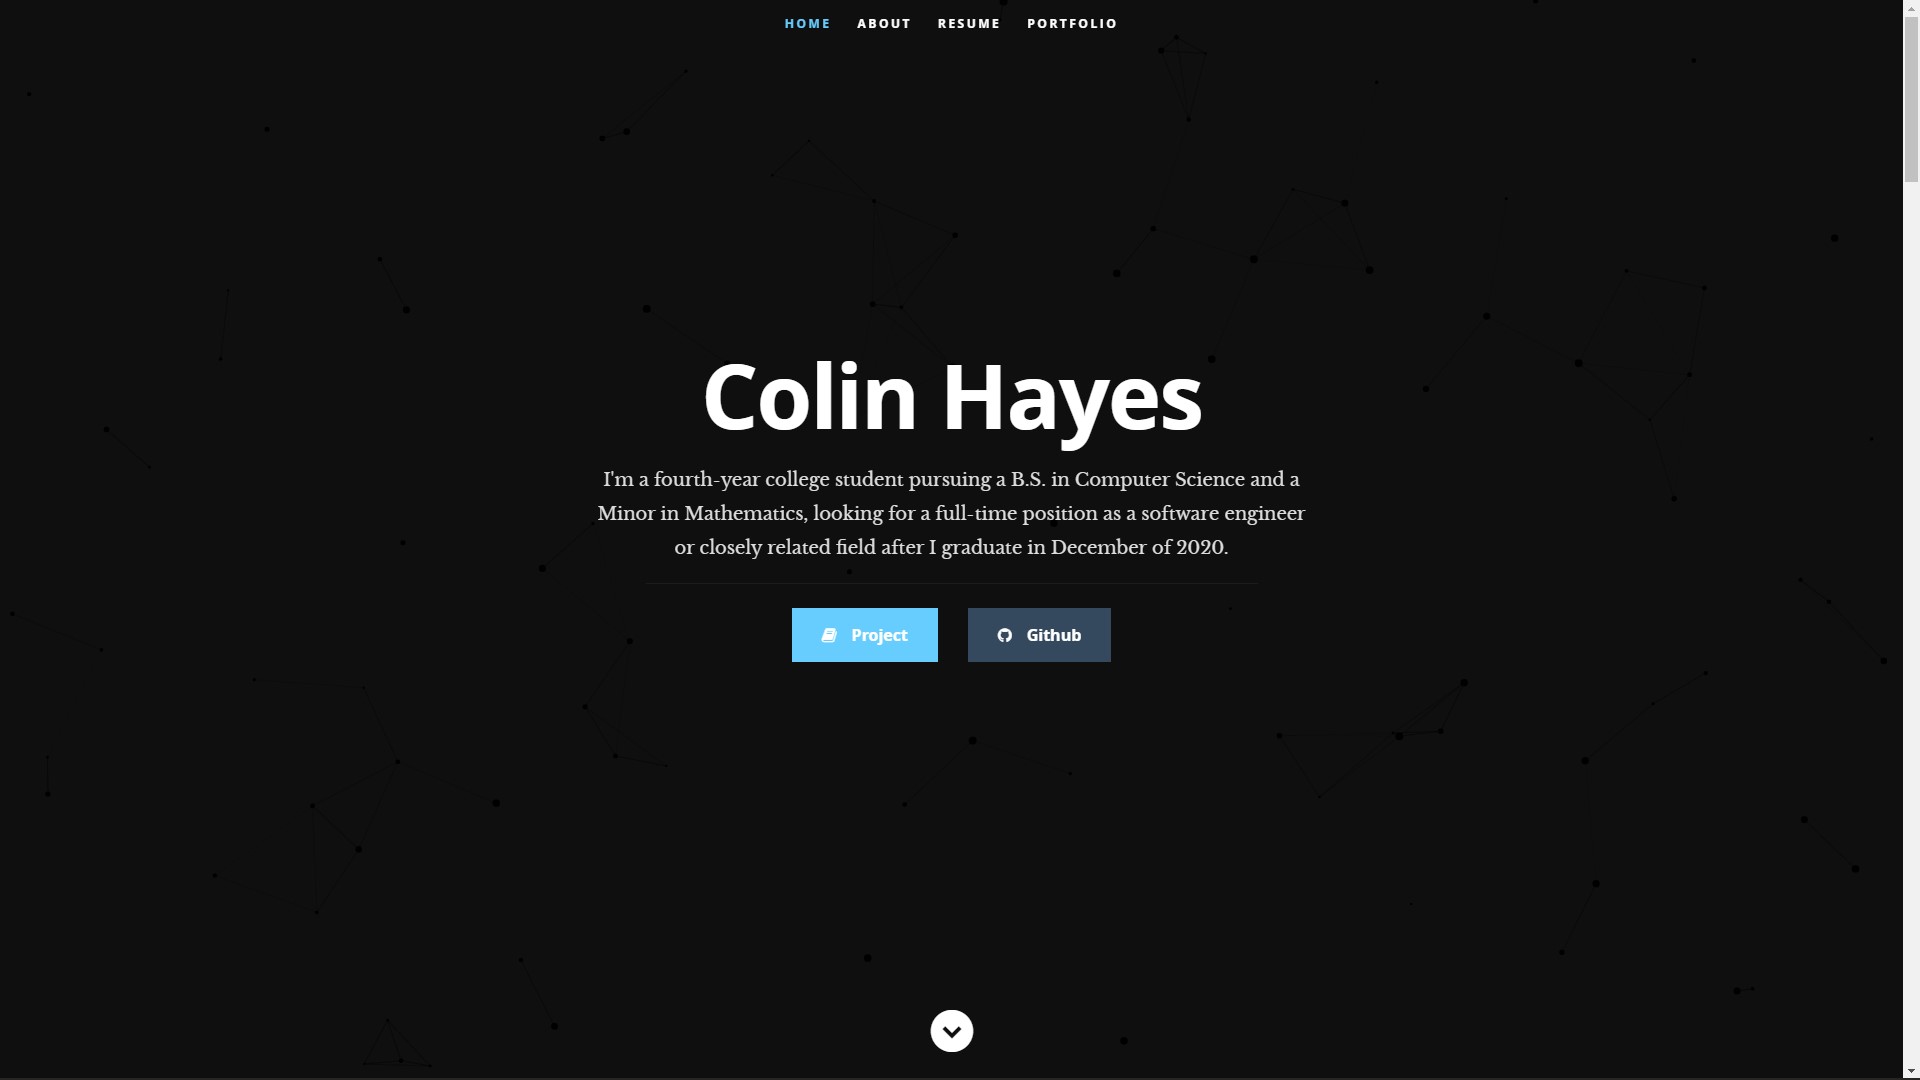 HOME ABOUT RESUME PORTFOLIO
Colin Hayes
I'm a fourth-year college student pursuing a B.S. in Computer Science and a
Minor in Mathematics, looking for a full-time position as a software engineer
or closely related field after I graduate in December of 2020.
Project Github